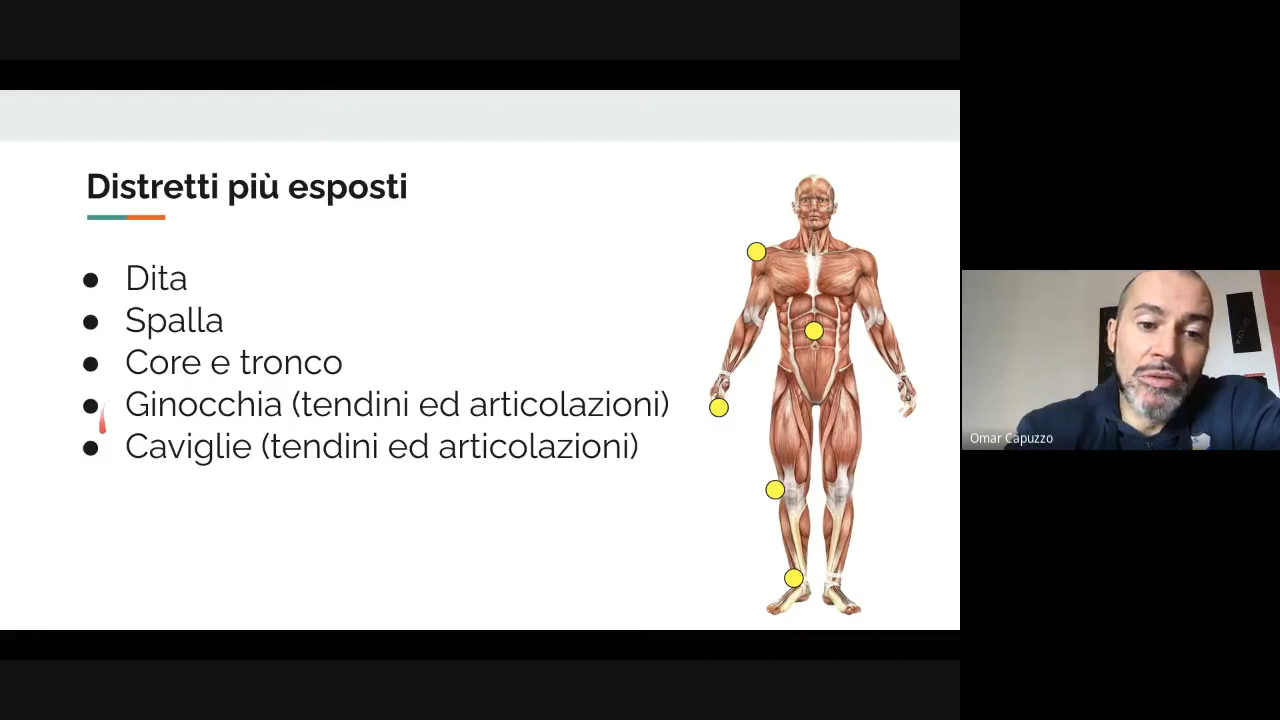 Distretti più esposti
● Dita
● Spalla
● Core e tronco
● Ginocchia (tendini ed articolazioni)
● Caviglie (tendini ed articolazioni)
Omar Capuzzo